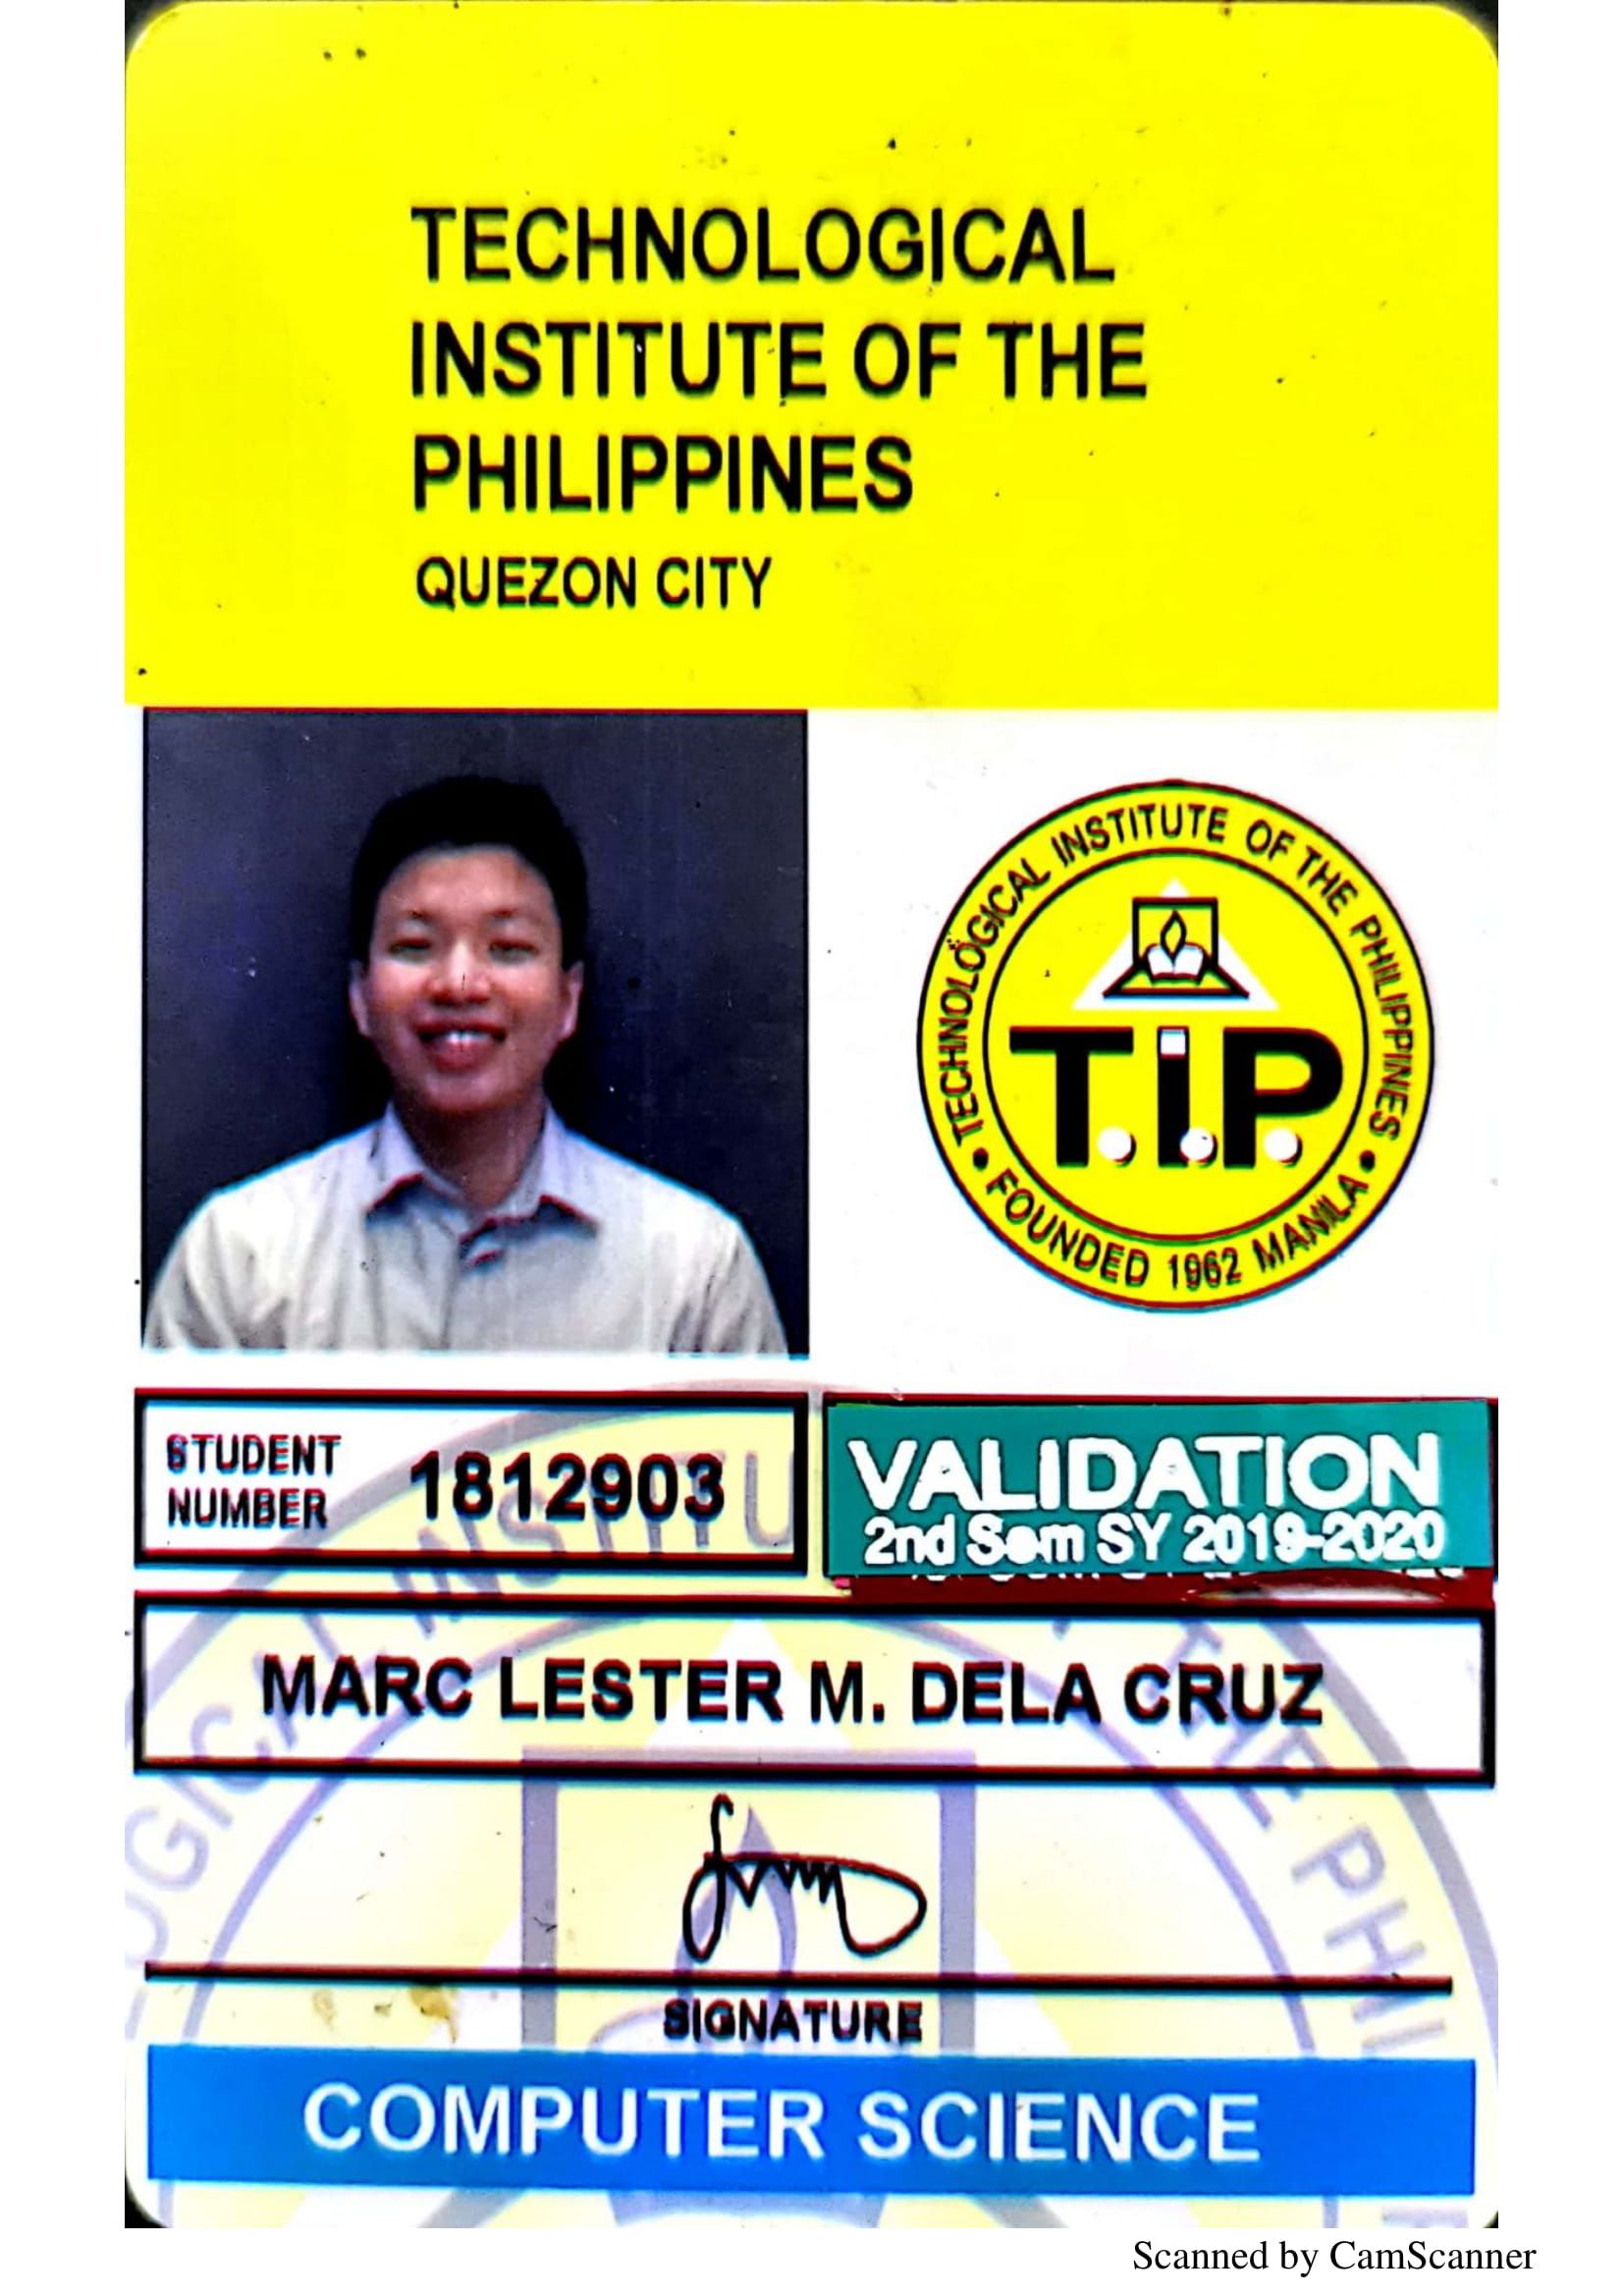 TECHNOLOGICAL
INSTITUTE OF THE
PHILIPPINES
QUEZON CITY
TECHNOLOGICAL INSTITUTE OF THE PHILIPPINES
T.I.P.
• FOUNDED 1962 MANILA •
STUDENT
NUMBER
1812903
VALIDATION
2nd Sem SY 2019-2020
MARC LESTER M. DELA CRUZ
SIGNATURE
COMPUTER SCIENCE
Scanned by CamScanner